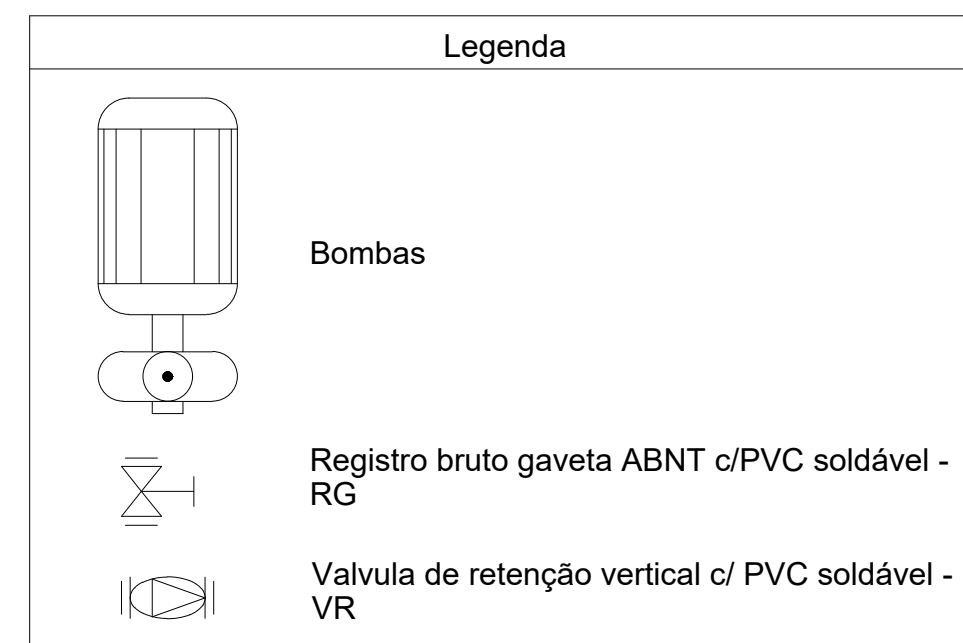 Legenda
Bombas
Registro bruto gaveta ABNT c/PVC soldável -
RG
Valvula de retenção vertical c/ PVC soldável -
VR